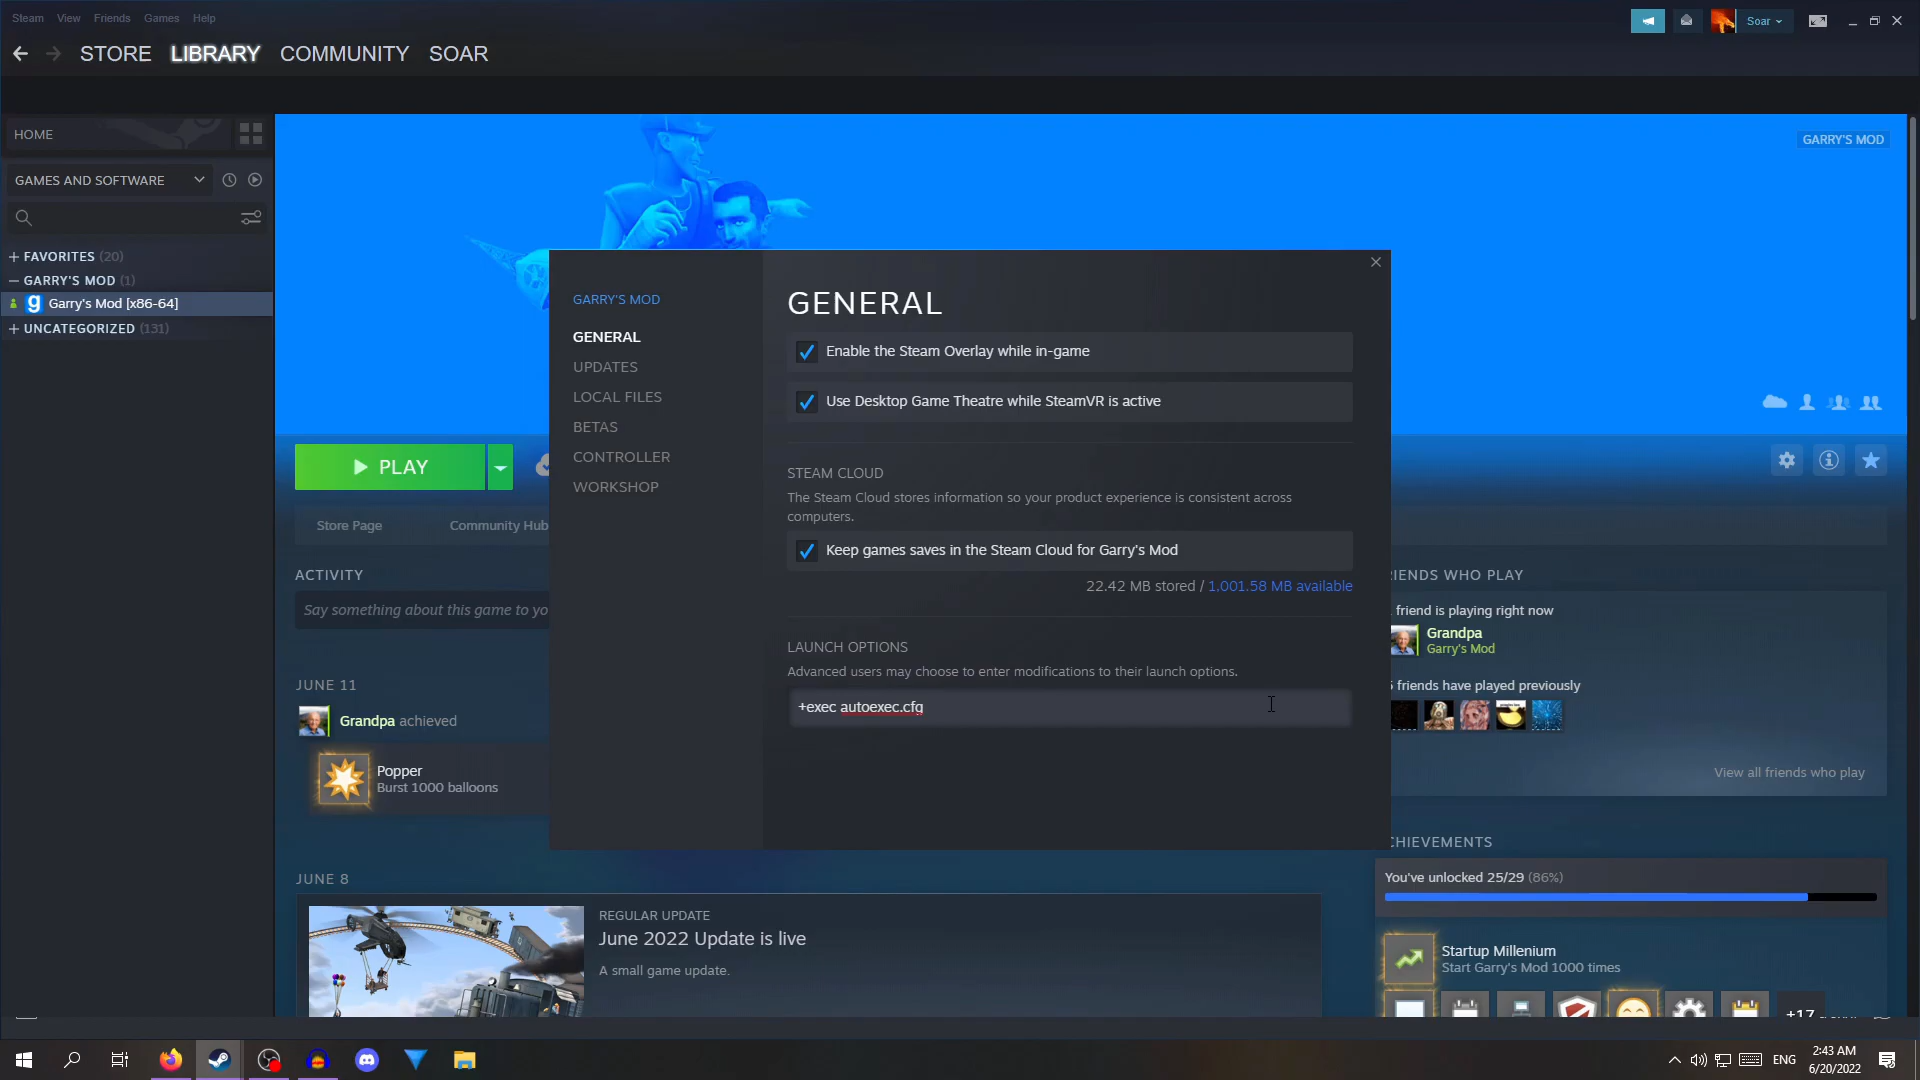 Steam View Friends Games Help
Soar
STORE LIBRARY COMMUNITY SOAR
HOME
GARRY'S MOD
GAMES AND SOFTWARE
FAVORITES (20)
GARRY'S MOD (1)
g Garry's Mod [x86-64]
UNCATEGORIZED (131)
GARRY'S MOD
GENERAL
UPDATES
LOCAL FILES
BETAS
CONTROLLER
WORKSHOP
GENERAL
Enable the Steam Overlay while in-game
Use Desktop Game Theatre while SteamVR is active
STEAM CLOUD
The Steam Cloud stores information so your product experience is consistent across
computers.
Keep games saves in the Steam Cloud for Garry's Mod
22.42 MB stored / 1,001.58 MB available
LAUNCH OPTIONS
Advanced users may choose to enter modifications to their launch options.
+exec autoexec.cfg
PLAY
Store Page Community Hub
ACTIVITY
Say something about this game to yo
JUNE 11
Grandpa achieved
Popper
Burst 1000 balloons
JUNE 8
REGULAR UPDATE
June 2022 Update is live
A small game update.
IENDS WHO PLAY
friend is playing right now
Grandpa
Garry's Mod
friends have played previously
View all friends who play
CHIEVEMENTS
You've unlocked 25/29 (86%)
Startup Millenium
Start Garry's Mod 1000 times
+17
ENG
2:43 AM
6/20/2022